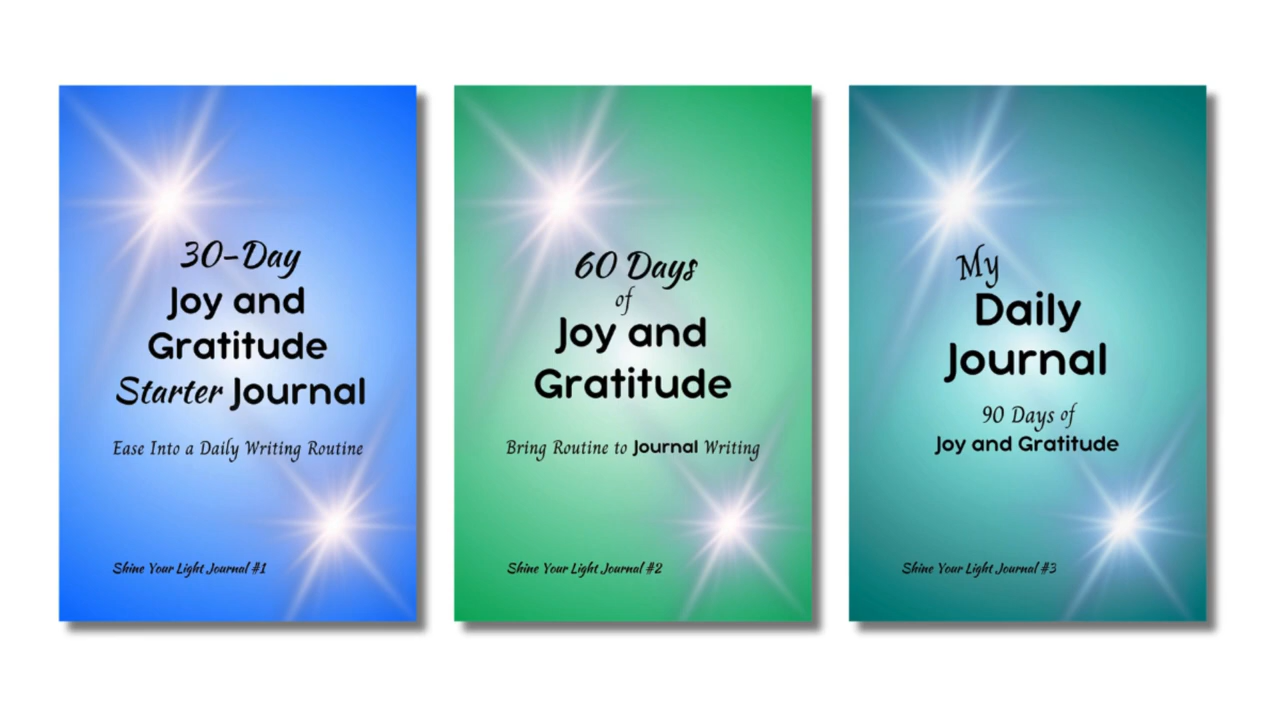 30-Day
Joy and
Gratitude
Starter Journal
Ease Into a Daily Writing Routine
Shine Your Light Journal #1
60 Days
of
Joy and
Gratitude
Bring Routine to Journal Writing
Shine Your Light Journal #2
My
Daily
Journal
90 Days of
Joy and Gratitude
Shine Your Light Journal #3